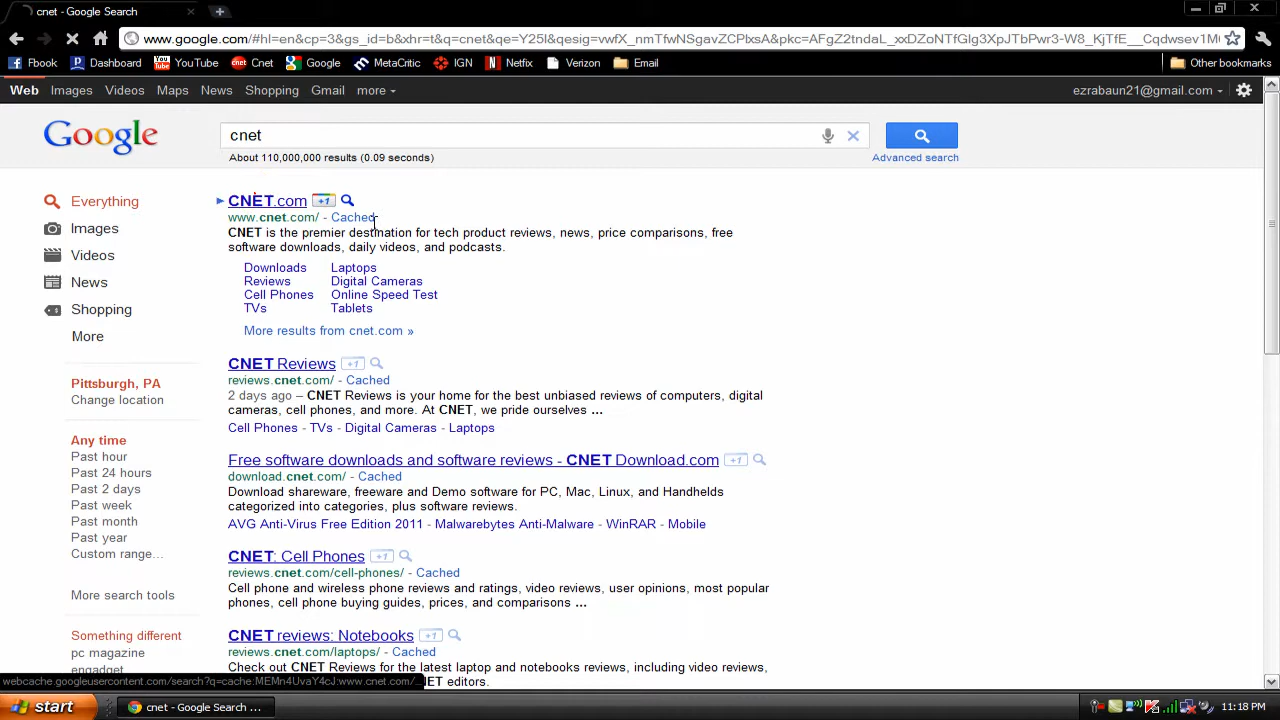 cnet - Google Search
www.google.com/#hl=en&cp=3&gs_id=b&xhr=t&q=cnet&qe=
Fbook Dashboard YouTube Cnet Google MetaCritic IGN Netfix Verizon Email Other bookmarks
Web Images Videos Maps News Shopping Gmail more ezrabaun21@gmail.com
Google
cnet
About 110,000,000 results (0.09 seconds)
Advanced search
Everything
Images
Videos
News
Shopping
More
Pittsburgh, PA
Change location
Any time
Past hour
Past 24 hours
Past 2 days
Past week
Past month
Past year
Custom range...
More search tools
Something different
pc magazine
engadget
CNET.com +1
www.cnet.com/ - Cached
CNET is the premier destination for tech product reviews, news, price comparisons, free
software downloads, daily videos, and podcasts.
Downloads Laptops
Reviews Digital Cameras
Cell Phones Online Speed Test
TVs Tablets
More results from cnet.com »
CNET Reviews +1
reviews.cnet.com/ - Cached
2 days ago – CNET Reviews is your home for the best unbiased reviews of computers, digital
cameras, cell phones, and more. At CNET, we pride ourselves ...
Cell Phones - TVs - Digital Cameras - Laptops
Free software downloads and software reviews - CNET Download.com +1
download.cnet.com/ - Cached
Download shareware, freeware and Demo software for PC, Mac, Linux, and Handhelds
categorized into categories, plus software reviews.
AVG Anti-Virus Free Edition 2011 - Malwarebytes Anti-Malware - WinRAR - Mobile
CNET: Cell Phones +1
reviews.cnet.com/cell-phones/ - Cached
Cell phone and wireless phone reviews and ratings, video reviews, user opinions, most popular
phones, cell phone buying guides, prices, and comparisons ...
CNET reviews: Notebooks +1
reviews.cnet.com/laptops/ - Cached
Check out CNET Reviews for the latest laptop and notebooks reviews, including video reviews,
editors.
webcache.googleusercontent.com/search?q=cache:MEMn4UvaY4cJ:www.cnet.com/...
start cnet - Google Search ... 11:18 PM